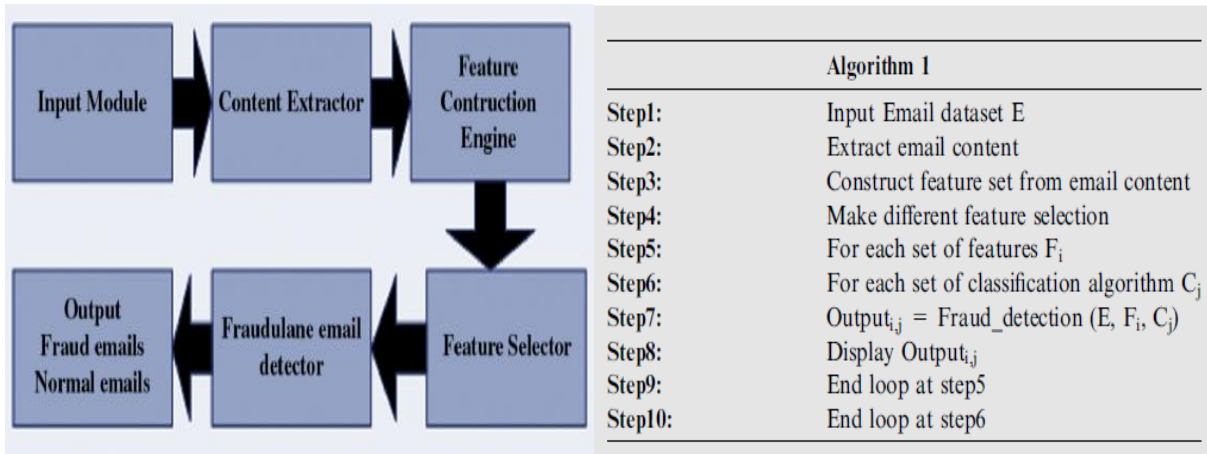 Input Module
Content Extractor
Feature
Contruction
Engine
Feature Selector
Fraudulane email
detector
Output
Fraud emails
Normal emails
Algorithm 1
Step1: Input Email dataset E
Step2: Extract email content
Step3: Construct feature set from email content
Step4: Make different feature selection
Step5: For each set of features Fi
Step6: For each set of classification algorithm Cj
Step7: Outputi,j = Fraud_detection (E, Fi, Cj)
Step8: Display Outputi,j
Step9: End loop at step5
Step10: End loop at step6